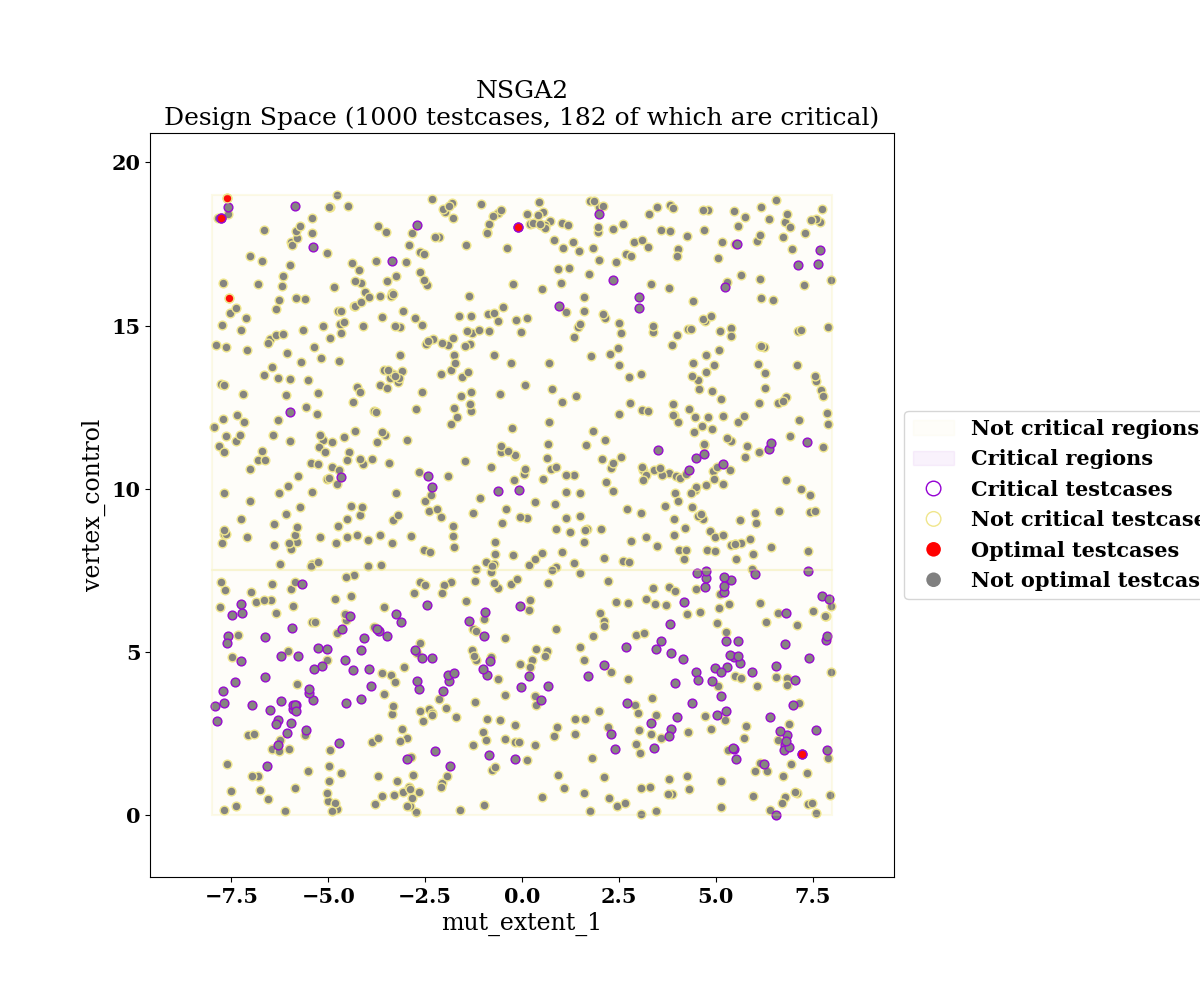 NSGA2
Design Space (1000 testcases, 182 of which are critical)
20
15
10
5
0
vertex_control
−7.5 −5.0 −2.5 0.0 2.5 5.0 7.5
mut_extent_1
Not critical regions
Critical regions
Critical testcases
Not critical testcase
Optimal testcases
Not optimal testcas